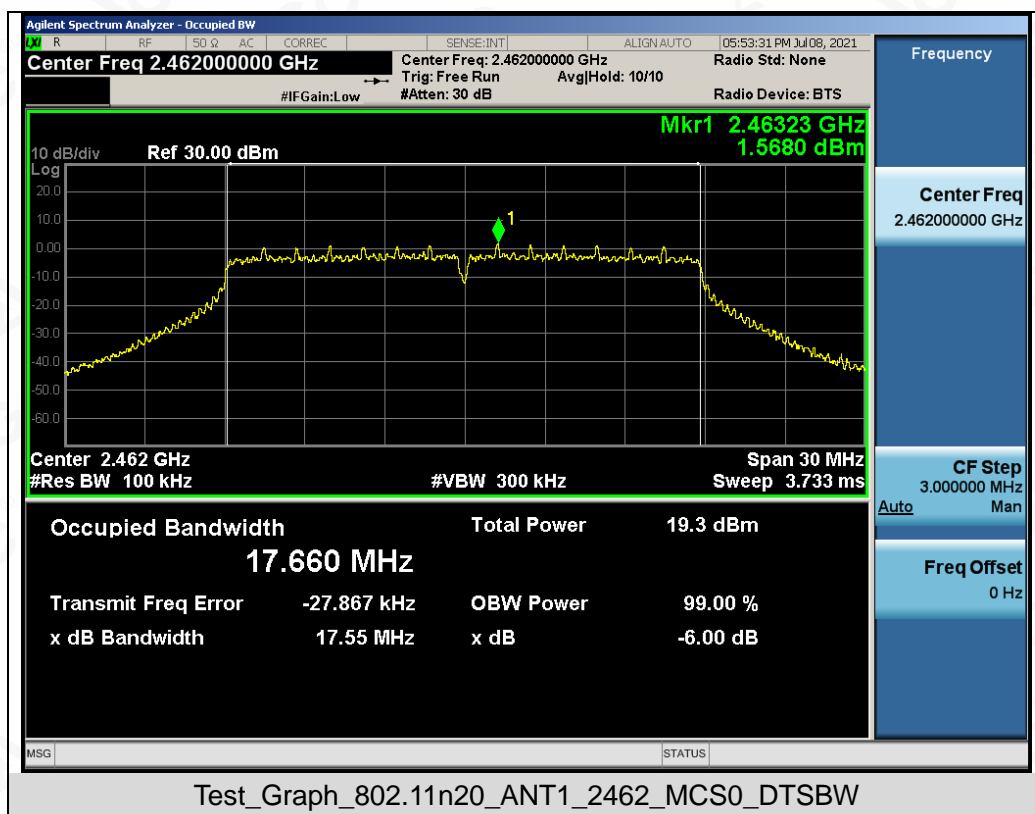 Agilent Spectrum Analyzer - Occupied BW
LXI R RF 50 Ω AC CORREC SENSE:INT ALIGN AUTO 05:53:31 PM Jul 08, 2021
Center Freq 2.462000000 GHz
Center Freq: 2.462000000 GHz
Radio Std: None
Trig: Free Run Avg|Hold: 10/10
#IFGain:Low #Atten: 30 dB Radio Device: BTS
Mkr1 2.46323 GHz
1.5680 dBm
10 dB/div Ref 30.00 dBm
Log
20.0
10.0
0.00
-10.0
-20.0
-30.0
-40.0
-50.0
-60.0
1
Center 2.462 GHz Span 30 MHz
#Res BW 100 kHz #VBW 300 kHz Sweep 3.733 ms
Occupied Bandwidth Total Power 19.3 dBm
17.660 MHz
Transmit Freq Error -27.867 kHz OBW Power 99.00 %
x dB Bandwidth 17.55 MHz x dB -6.00 dB
Frequency
Center Freq
2.462000000 GHz
CF Step
3.000000 MHz
Auto Man
Freq Offset
0 Hz
MSG STATUS
Test_Graph_802.11n20_ANT1_2462_MCS0_DTSBW